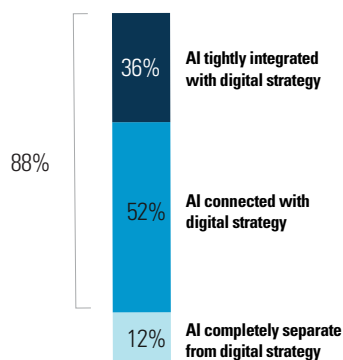 36%
AI tightly integrated
with digital strategy
88%
52%
AI connected with
digital strategy
12%
AI completely separate
from digital strategy